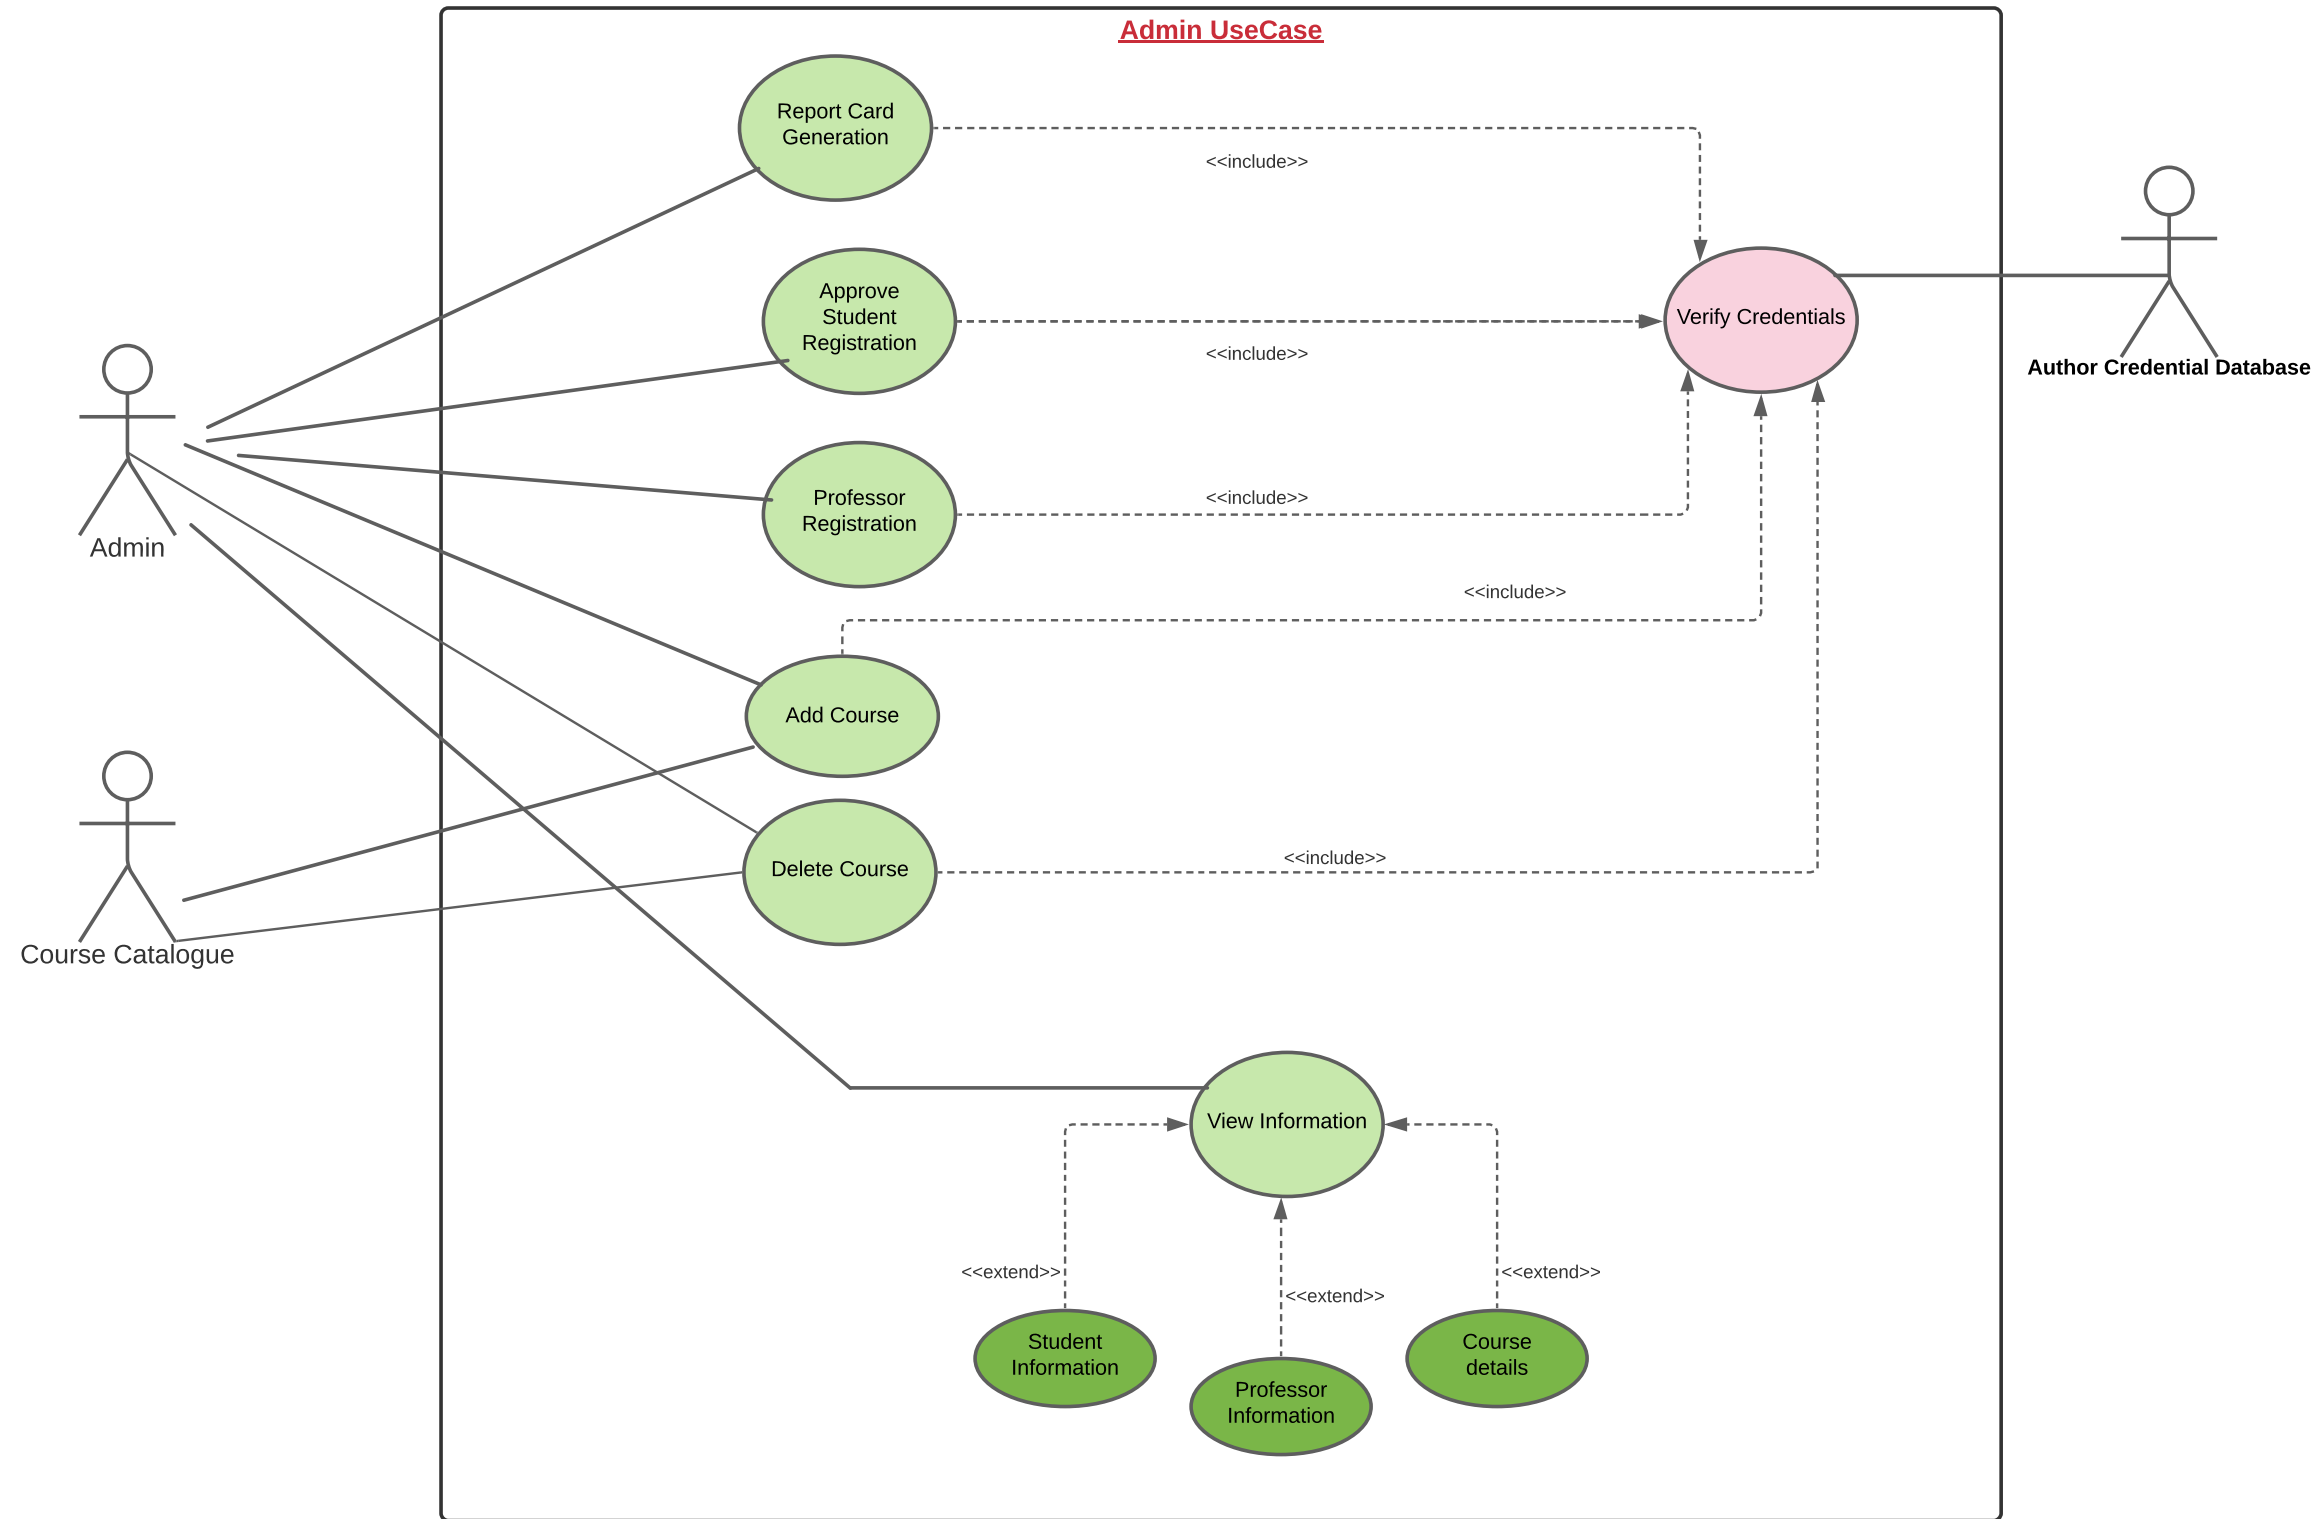 Admin UseCase
Report Card
Generation
<<include>>
Approve
Student
Registration
<<include>>
Verify Credentials
Author Credential Database
Professor
Registration
<<include>>
Admin
<<include>>
Add Course
Delete Course
<<include>>
Course Catalogue
View Information
<<extend>>
<<extend>>
<<extend>>
Student
Information
Professor
Information
Course
details